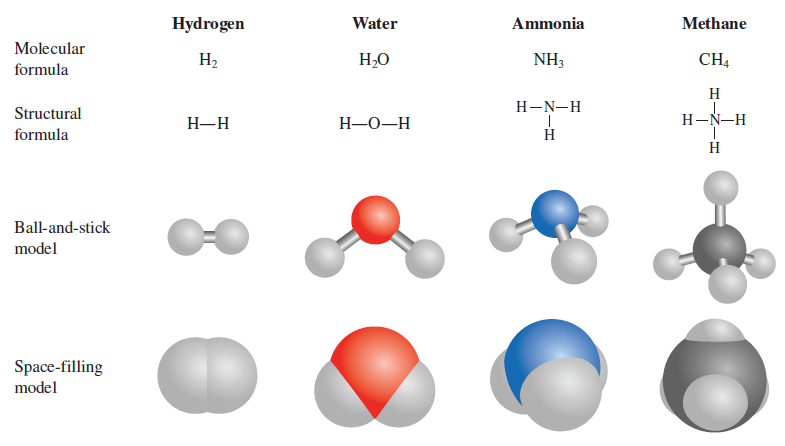 Hydrogen Water Ammonia Methane
Molecular
formula
H₂ H₂O NH₃ CH₄
Structural
formula
H—H H—O—H
H—N—H
|
H
H
|
H—N—H
|
H
Ball-and-stick
model
Space-filling
model